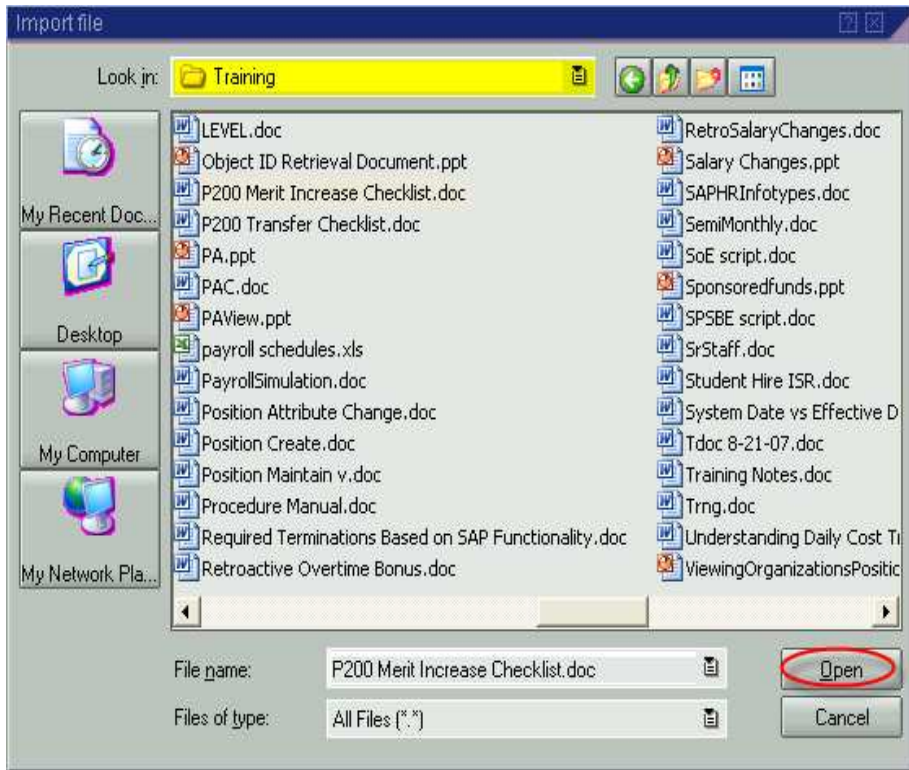 Import file
Look in: Training
My Recent Doc...
Desktop
My Computer
My Network Pla...
LEVEL.doc
Object ID Retrieval Document.ppt
P200 Merit Increase Checklist.doc
P200 Transfer Checklist.doc
PA.ppt
PAC.doc
PAView.ppt
payroll schedules.xls
PayrollSimulation.doc
Position Attribute Change.doc
Position Create.doc
Position Maintain v.doc
Procedure Manual.doc
Required Terminations Based on SAP Functionality.doc
Retroactive Overtime Bonus.doc
RetroSalaryChanges.doc
Salary Changes.ppt
SAPHRInfotypes.doc
SemiMonthly.doc
SoE script.doc
Sponsoredfunds.ppt
SPSBE script.doc
SrStaff.doc
Student Hire ISR.doc
System Date vs Effective D
Tdoc 8-21-07.doc
Training Notes.doc
Trng.doc
Understanding Daily Cost Tr
ViewingOrganizationsPositic
File name: P200 Merit Increase Checklist.doc Open
Files of type: All Files (*.*) Cancel